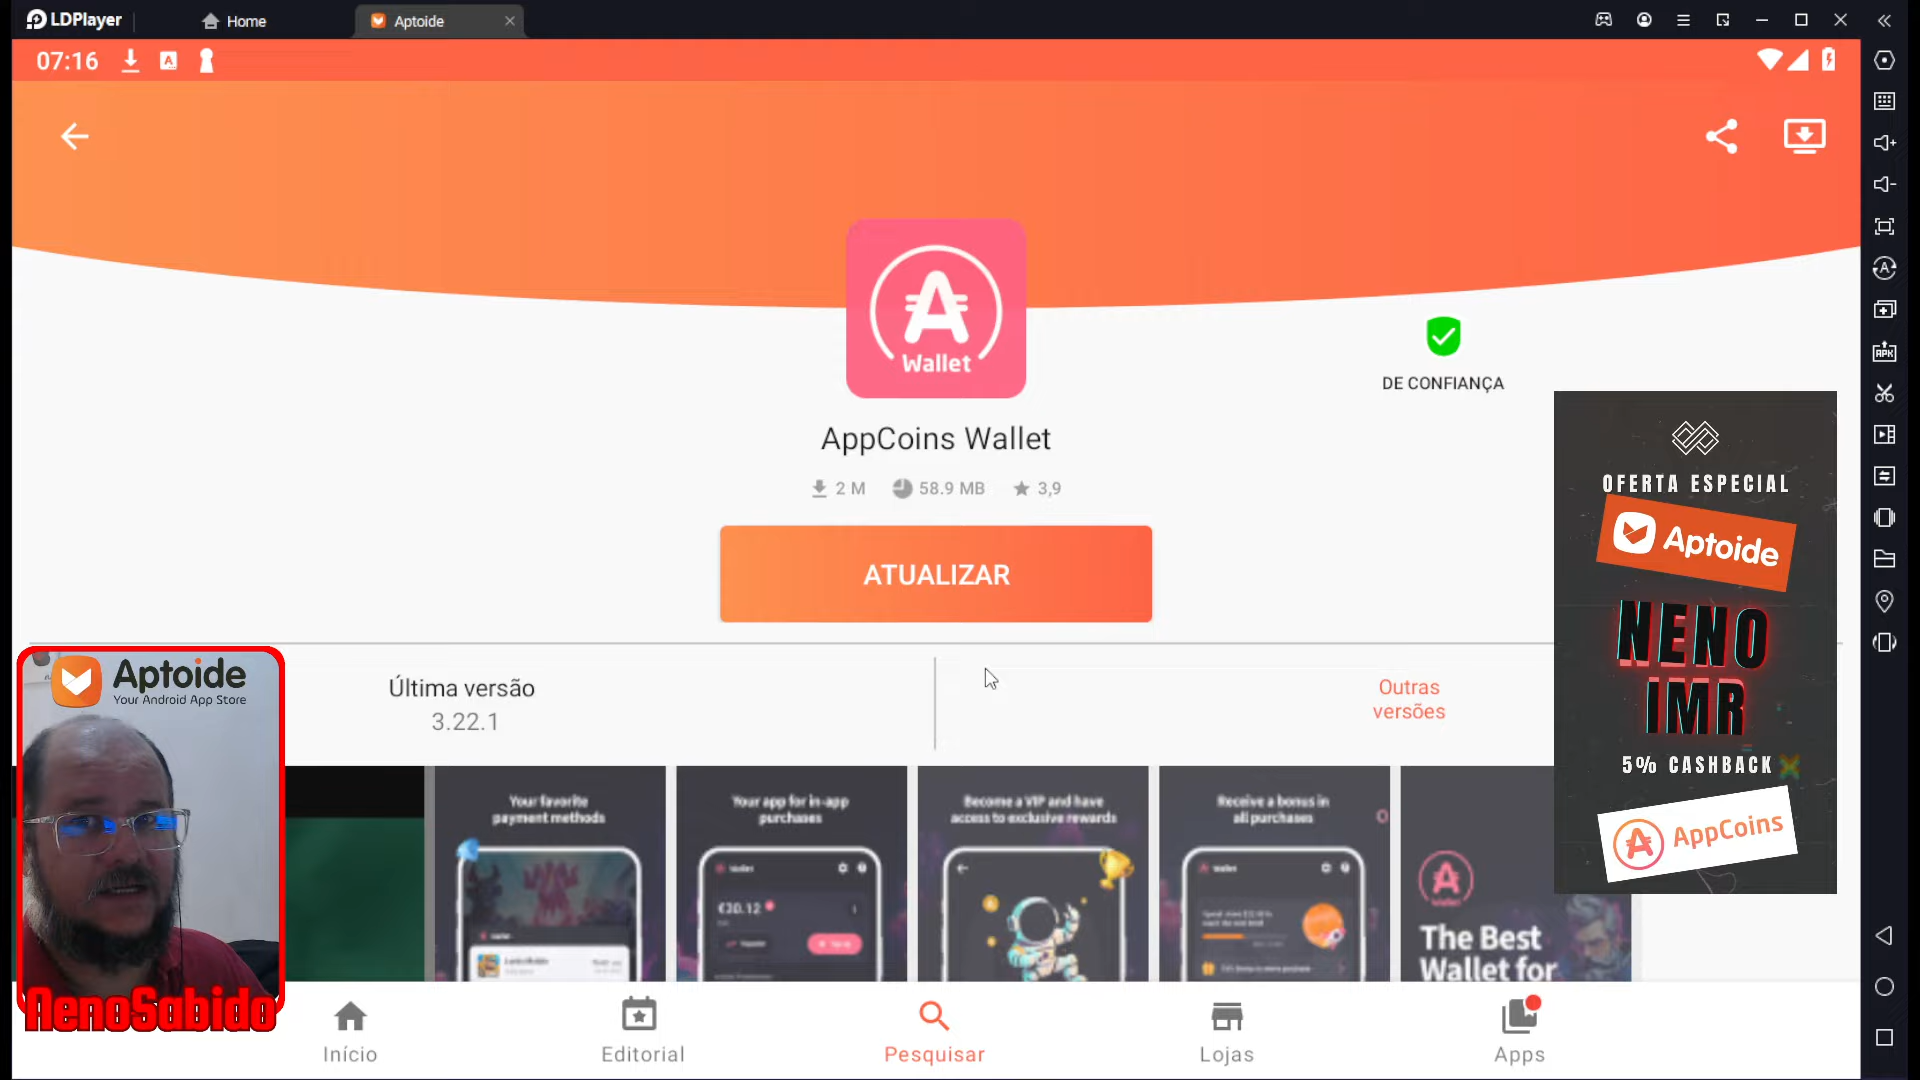 LDPlayer
Home
Aptoide
07:16
Wallet
AppCoins Wallet
DE CONFIANÇA
2 M
58.9 MB
3,9
ATUALIZAR
Última versão
3.22.1
Outras
versões
OFERTA ESPECIAL
Aptoide
NENO
IMR
5% CASHBACK
AppCoins
Aptoide
Your Android App Store
NenoSabido
Your favorite
payment methods
Your app for in-app
purchases
€20.12
Become a VIP and have
access to exclusive rewards
Receive a bonus in
all purchases
The Best
Wallet for
Início
Editorial
Pesquisar
Lojas
Apps